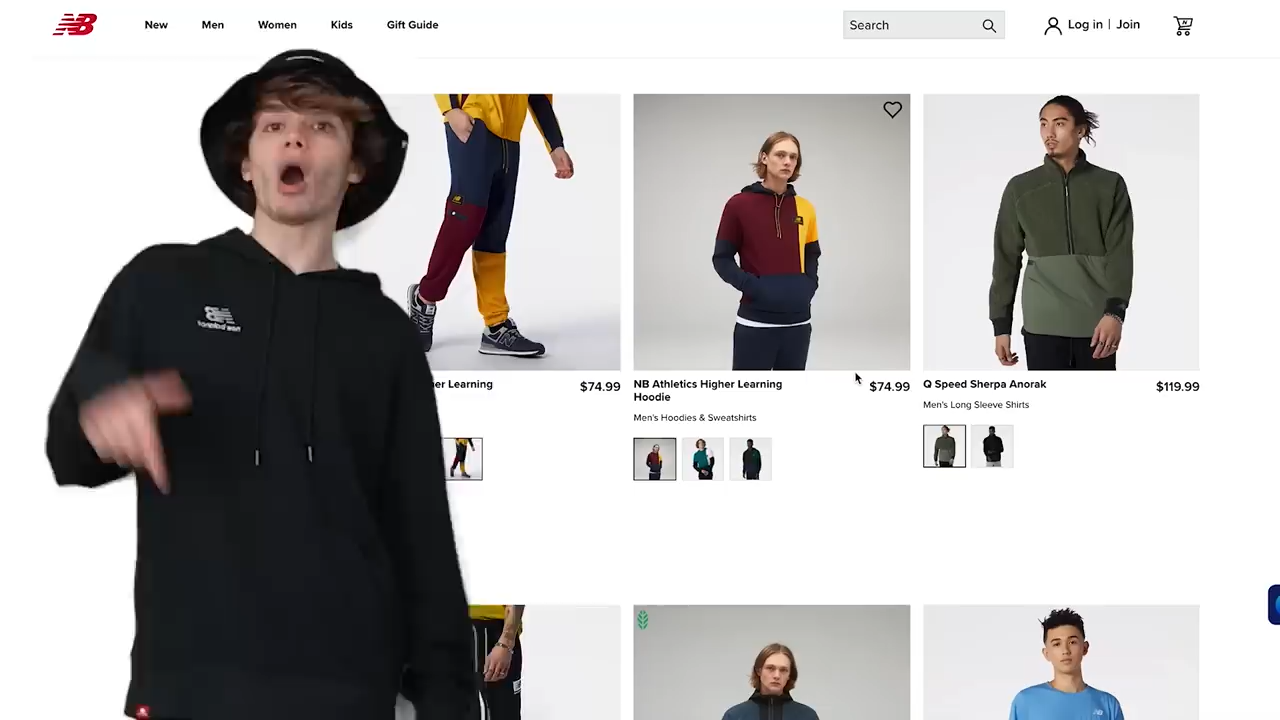 NB
New
Men
Women
Kids
Gift Guide
Search
Log in | Join
er Learning
$74.99
NB Athletics Higher Learning
Hoodie
$74.99
Men's Hoodies & Sweatshirts
Q Speed Sherpa Anorak
$119.99
Men's Long Sleeve Shirts